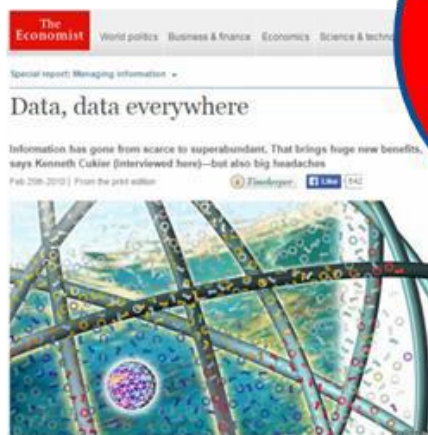 The
Economist
World politics Business & finance Economics Science &
Special report: Managing information
Data, data everywhere
Information has gone from scarce to superabundant. That brings huge new benefits,
says Kenneth Cukier (interviewed here)—but also big headaches
Feb 25th 2010 | From the print edition
Timekeeper
Like 642